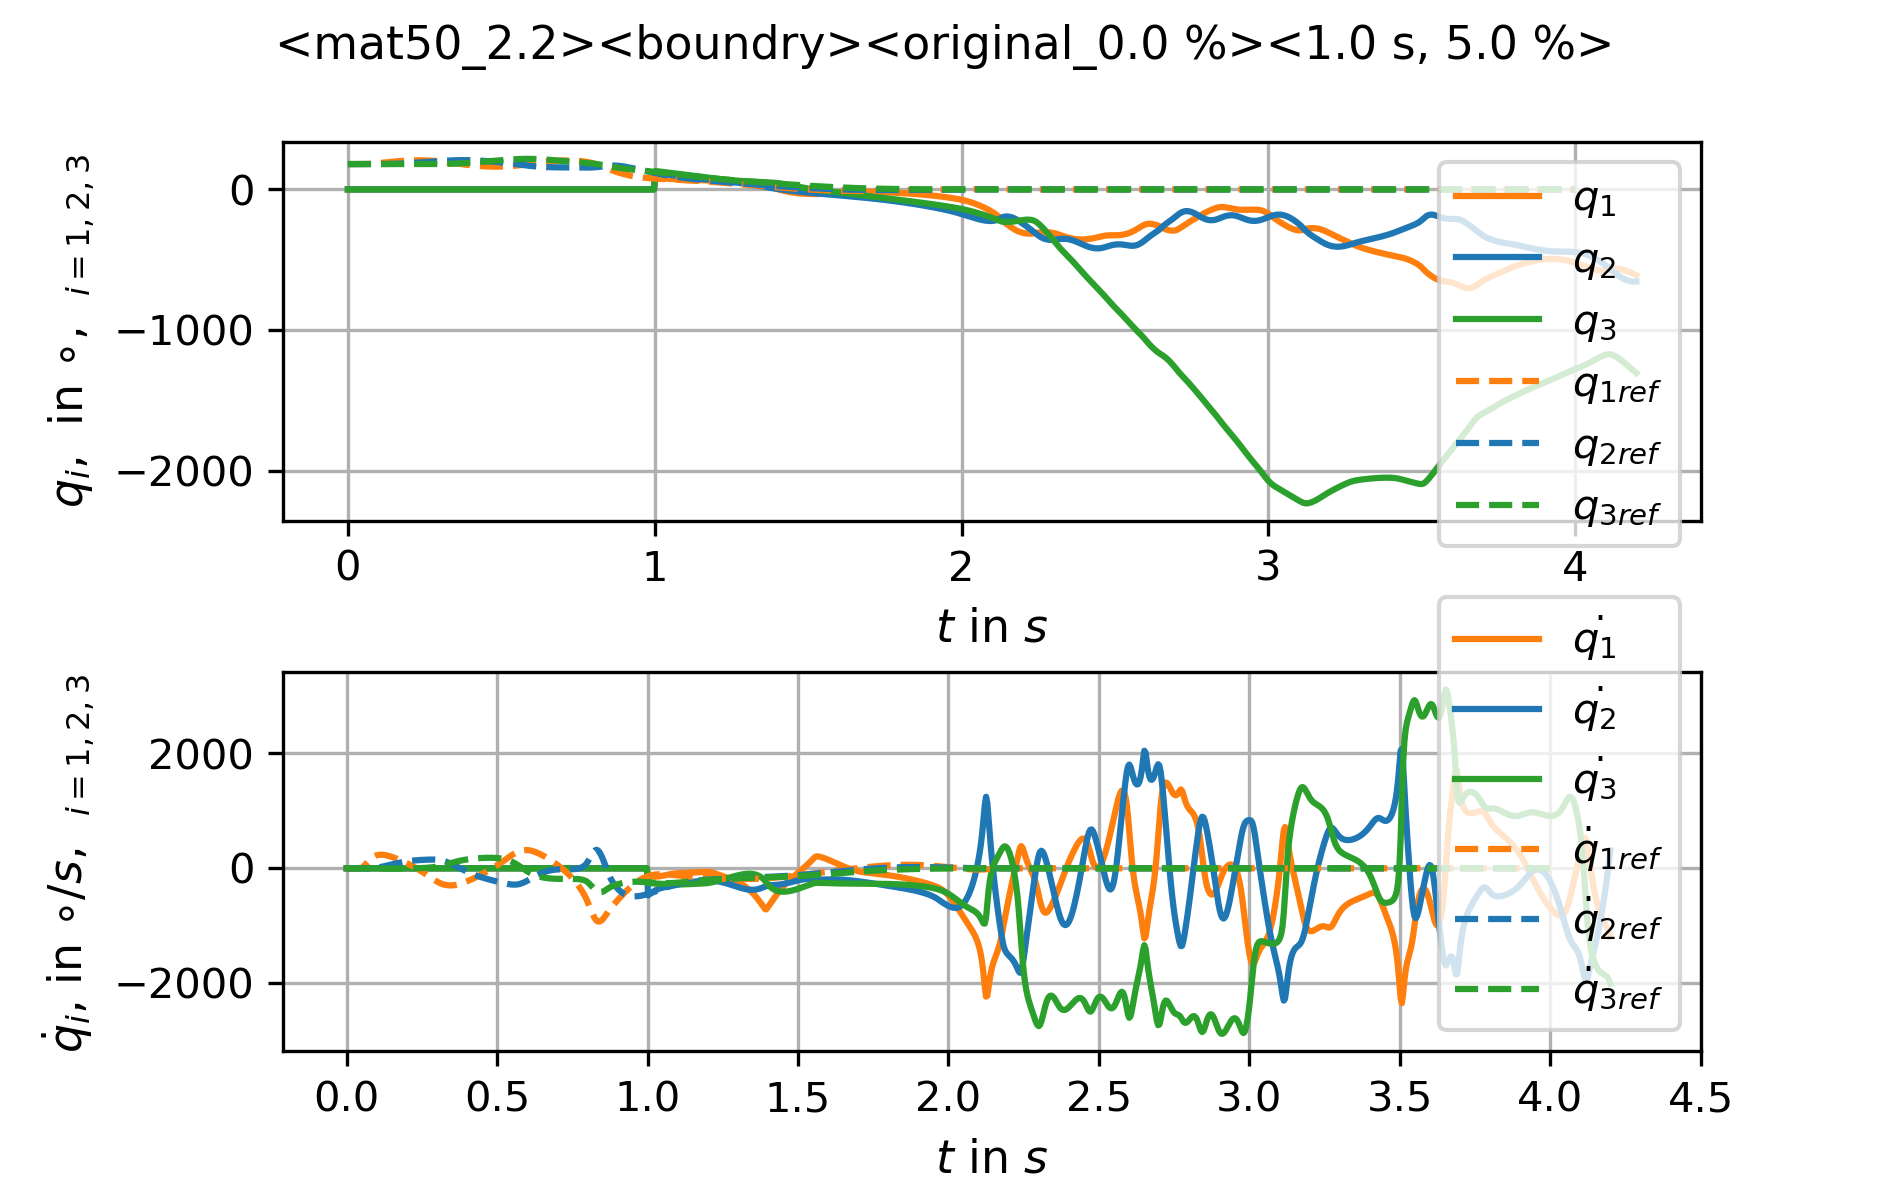 <mat50_2.2><boundry><original_0.0 %><1.0 s, 5.0 %>
q_i, in °, i = 1, 2, 3
0
−1000
−2000
0 1 2 3 4
t in s
q_1
q_2
q_3
q_1ref
q_2ref
q_3ref
q̇_i, in °/s, i = 1, 2, 3
2000
0
−2000
0.0 0.5 1.0 1.5 2.0 2.5 3.0 3.5 4.0 4.5
t in s
q̇_1
q̇_2
q̇_3
q̇_1ref
q̇_2ref
q̇_3ref